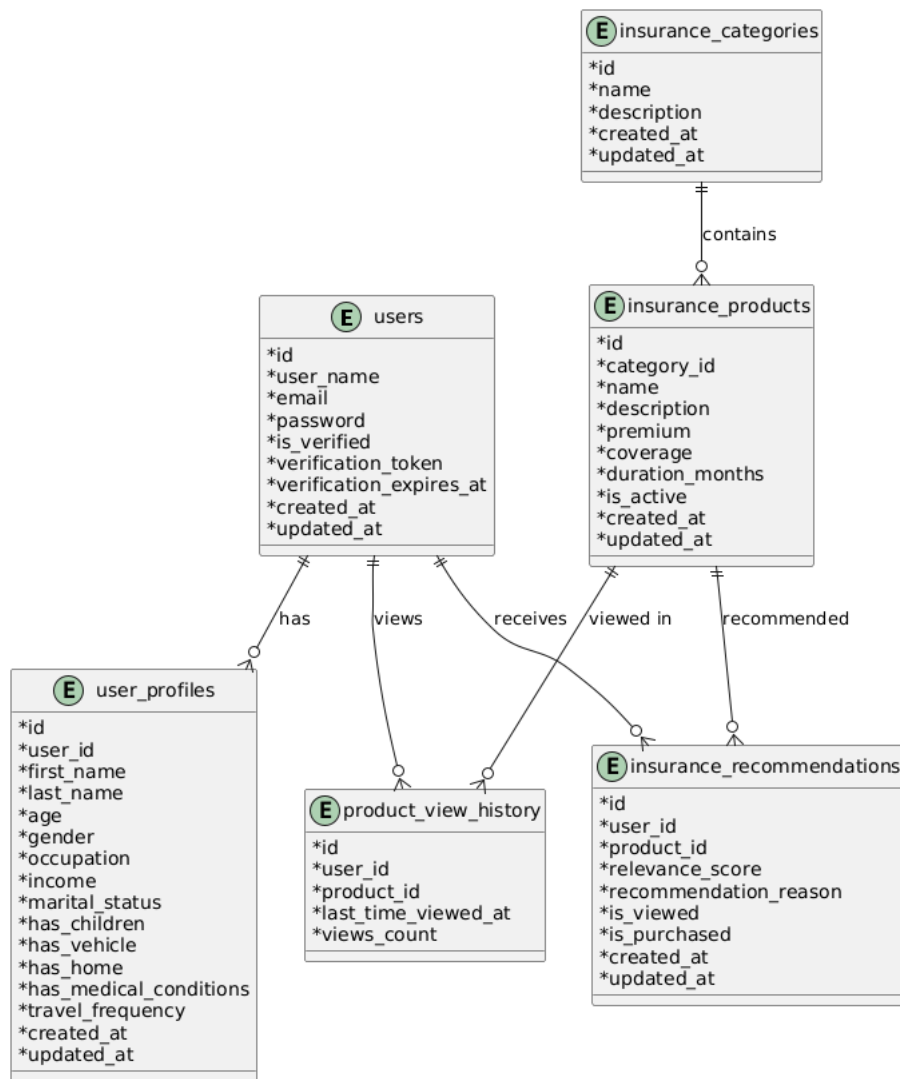 E insurance_categories
*id
*name
*description
*created_at
*updated_at
contains
E users
*id
*user_name
*email
*password
*is_verified
*verification_token
*verification_expires_at
*created_at
*updated_at
E insurance_products
*id
*category_id
*name
*description
*premium
*coverage
*duration_months
*is_active
*created_at
*updated_at
has
views
receives
viewed in
recommended
E user_profiles
*id
*user_id
*first_name
*last_name
*age
*gender
*occupation
*income
*marital_status
*has_children
*has_vehicle
*has_home
*has_medical_conditions
*travel_frequency
*created_at
*updated_at
E product_view_history
*id
*user_id
*product_id
*last_time_viewed_at
*views_count
E insurance_recommendations
*id
*user_id
*product_id
*relevance_score
*recommendation_reason
*is_viewed
*is_purchased
*created_at
*updated_at